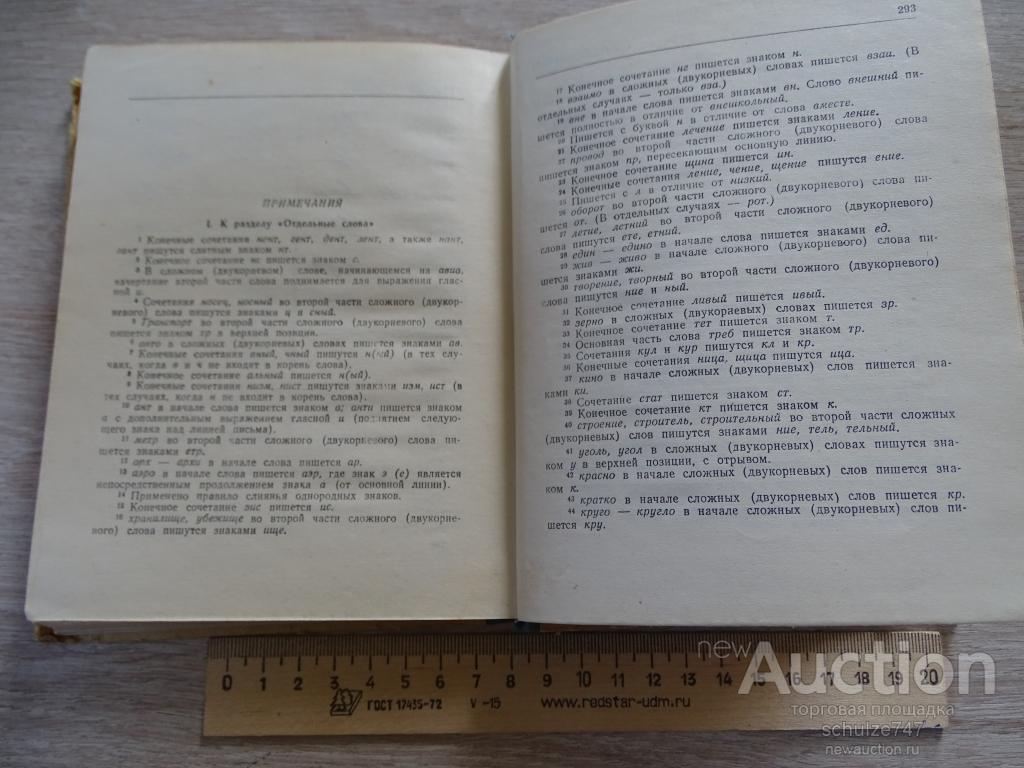 ПРИМЕЧАНИЯ
I. К разделу «Отдельные слова»
¹ Конечные сочетания мент, гент, дент, лент, а также нант,
лант пишутся слитным знаком нт.
² Конечное сочетание нс пишется знаком с.
³ В сложном (двукорневом) слове, начинающемся на авиа,
начертание второй части слова поднимается для выражения глас-
ной и.
⁴ Сочетания носец, носный во второй части сложного (двукор-
невого) слова пишутся знаками ц и сный.
⁵ Транспорт во второй части сложного (двукорневого) слова
пишется знаком тр в верхней позиции.
⁶ авто в сложных (двукорневых) словах пишется знаками ав.
⁷ Конечные сочетания вный, чный пишутся н(ый) (в тех слу-
чаях, когда в и ч не входят в корень слова).
⁸ Конечное сочетание альный пишется н(ый).
⁹ Конечные сочетания низм, нист пишутся знаками изм, ист (в
тех случаях, когда н не входит в корень слова).
¹⁰ ант в начале слова пишется знаком а; анти пишется знаком
а с дополнительным выражением гласной и (поднятием следую-
щего знака над линией письма).
¹¹ метр во второй части сложного (двукорневого) слова пи-
шется знаками етр.
¹² арх — архи в начале слова пишется ар.
¹³ аэро в начале слова пишется аэр, где знак э (е) является
непосредственным продолжением знака а (от основной линии).
¹⁴ Применено правило слиянья однородных знаков.
¹⁵ Конечное сочетание зис пишется ис.
¹⁶ хранилище, убежище во второй части сложного (двукорне-
вого) слова пишутся знаками ище.
293
¹⁷ Конечное сочетание нг пишется знаком н.
¹⁸ взаимо в сложных (двукорневых) словах пишется взаи. (В
отдельных случаях — только вза.)
¹⁹ вне в начале слова пишется знаками вн. Слово внешний пи-
шется полностью в отличие от внешкольный.
²⁰ Пишется с буквой н в отличие от слова вместе.
²¹ Конечное сочетание лечение пишется знаками ление.
²² провод во второй части сложного (двукорневого) слова
пишется знаком пр, пересекающим основную линию.
²³ Конечное сочетание щина пишется ин.
²⁴ Конечные сочетания ление, чение, щение пишутся ение.
²⁵ Пишется с л в отличие от низкий.
²⁶ оборот во второй части сложного (двукорневого) слова пи-
шется от. (В отдельных случаях — рот.)
²⁷ летие, летний во второй части сложного (двукорневого)
слова пишутся ете, етний.
²⁸ един — едино в начале слова пишется знаками ед.
²⁹ жив — живо в начале сложного (двукорневого) слова пи-
шется знаками жи.
³⁰ творение, творный во второй части сложного (двукорневого)
слова пишутся ние и ный.
³¹ Конечное сочетание ливый пишется ивый.
³² зерно в сложных (двукорневых) словах пишется зр.
³³ Конечное сочетание тет пишется знаком т.
³⁴ Основная часть слова треб пишется знаком тр.
³⁵ Сочетания кул и кур пишутся кл и кр.
³⁶ Конечные сочетания ница, щица пишутся ица.
³⁷ кино в начале сложных (двукорневых) слов пишется зна-
ками ки.
³⁸ Сочетание стат пишется знаком ст.
³⁹ Конечное сочетание кт пишется знаком к.
⁴⁰ строение, строитель, строительный во второй части сложных
(двукорневых) слов пишутся знаками ние, тель, тельный.
⁴¹ уголь, угол в сложных (двукорневых) словах пишутся зна-
ком у в верхней позиции, с отрывом.
⁴² красно в начале сложных (двукорневых) слов пишется зна-
ком к.
⁴³ кратко в начале сложных (двукорневых) слов пишется кр.
⁴⁴ круго — кругло в начале сложных (двукорневых) слов пи-
шется кру.
0 1 2 3 4 5 6 7 8 9 10 11 12 13 14 15 16 17 18 19 20
ГОСТ 17435-72 V -15 www.redstar-udm.ru
newAuction
торговая площадка
schulze747
newauction.ru